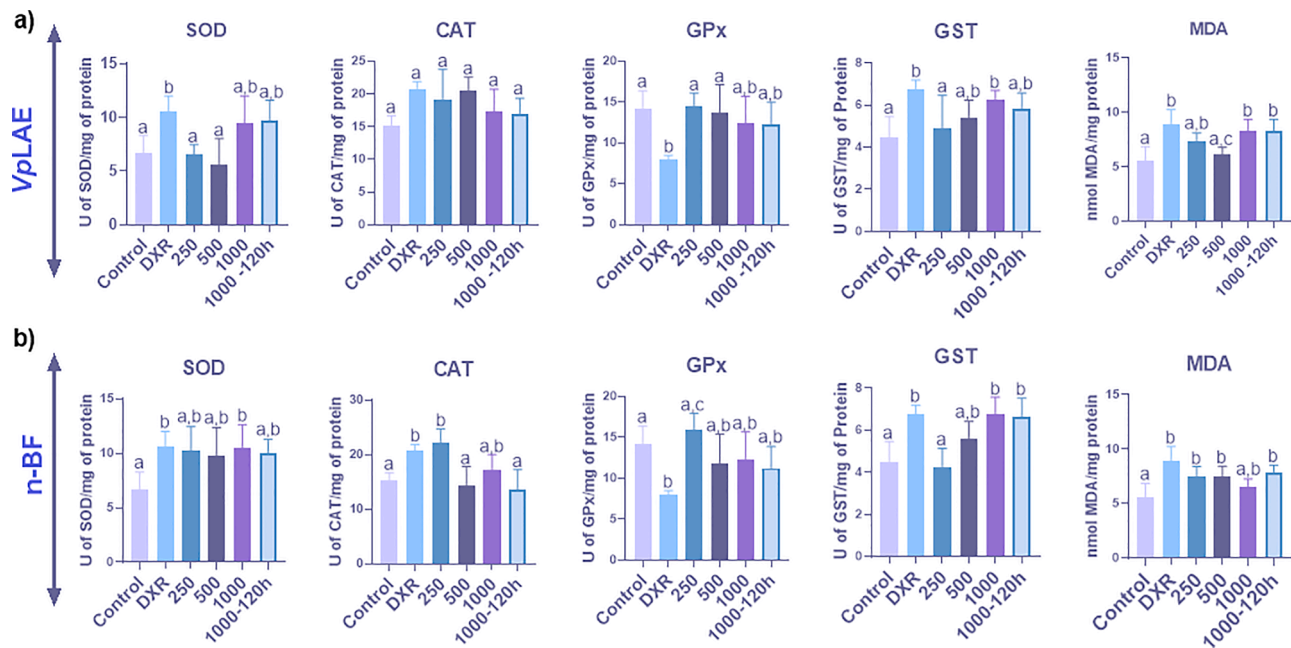 a)
VpLAE
SOD
U of SOD/mg of protein
15
10
5
0
a
b
a
a
a,b
a,b
Control
DXR
250
500
1000
1000 -120h
CAT
U of CAT/mg of protein
25
20
15
10
5
0
a
a
a
a
a
a
Control
DXR
250
500
1000
1000 -120h
GPx
U of GPx/mg of protein
20
15
10
5
0
a
b
a
a
a,b
a,b
Control
DXR
250
500
1000
1000 -120h
GST
U of GST/mg of Protein
8
6
4
2
0
a
b
a
a,b
b
a,b
Control
DXR
250
500
1000
1000 -120h
MDA
nmol MDA/mg of protein
15
10
5
0
a
b
a,b
a,c
b
b
Control
DXR
250
500
1000
1000 -120h
b)
n-BF
SOD
U of SOD/mg of protein
15
10
5
0
a
b
a,b
a,b
b
a,b
Control
DXR
250
500
1000
1000-120h
CAT
U of CAT/mg of protein
30
20
10
0
a
b
b
a
a,b
a
Control
DXR
250
500
1000
1000-120h
GPx
U of GPx/mg of protein
20
15
10
5
0
a
b
a,c
a,b
a,b
a,b
Control
DXR
250
500
1000
1000-120h
GST
U of GST/mg of Protein
8
6
4
2
0
a
b
a
a,b
b
b
Control
DXR
250
500
1000
1000-120h
MDA
nmol MDA/mg of protein
15
10
5
0
a
b
b
b
a,b
b
Control
DXR
250
500
1000
1000-120h